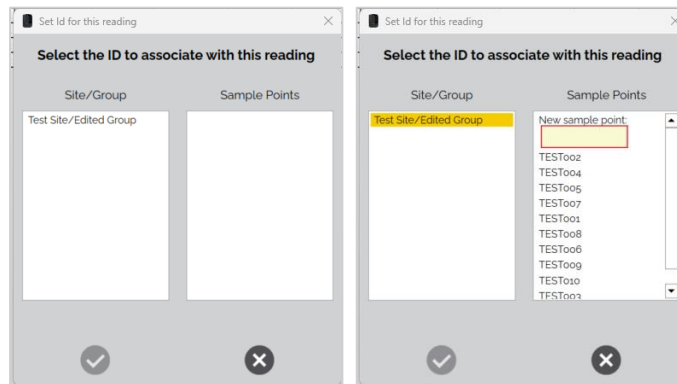 Set Id for this reading
Select the ID to associate with this reading
Site/Group
Sample Points
Test Site/Edited Group
Set Id for this reading
Select the ID to associate with this reading
Site/Group
Sample Points
Test Site/Edited Group
New sample point:
TEST002
TEST004
TEST005
TEST007
TEST001
TEST008
TEST006
TEST009
TEST010
TEST003